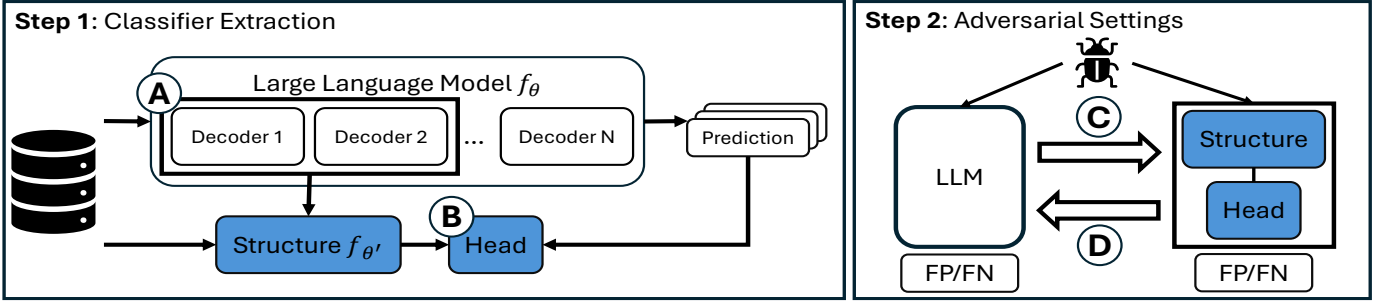 Step 1: Classifier Extraction
A
Large Language Model fθ
Decoder 1
Decoder 2
...
Decoder N
Prediction
B
Structure fθ′
Head
Step 2: Adversarial Settings
C
LLM
Structure
Head
D
FP/FN
FP/FN